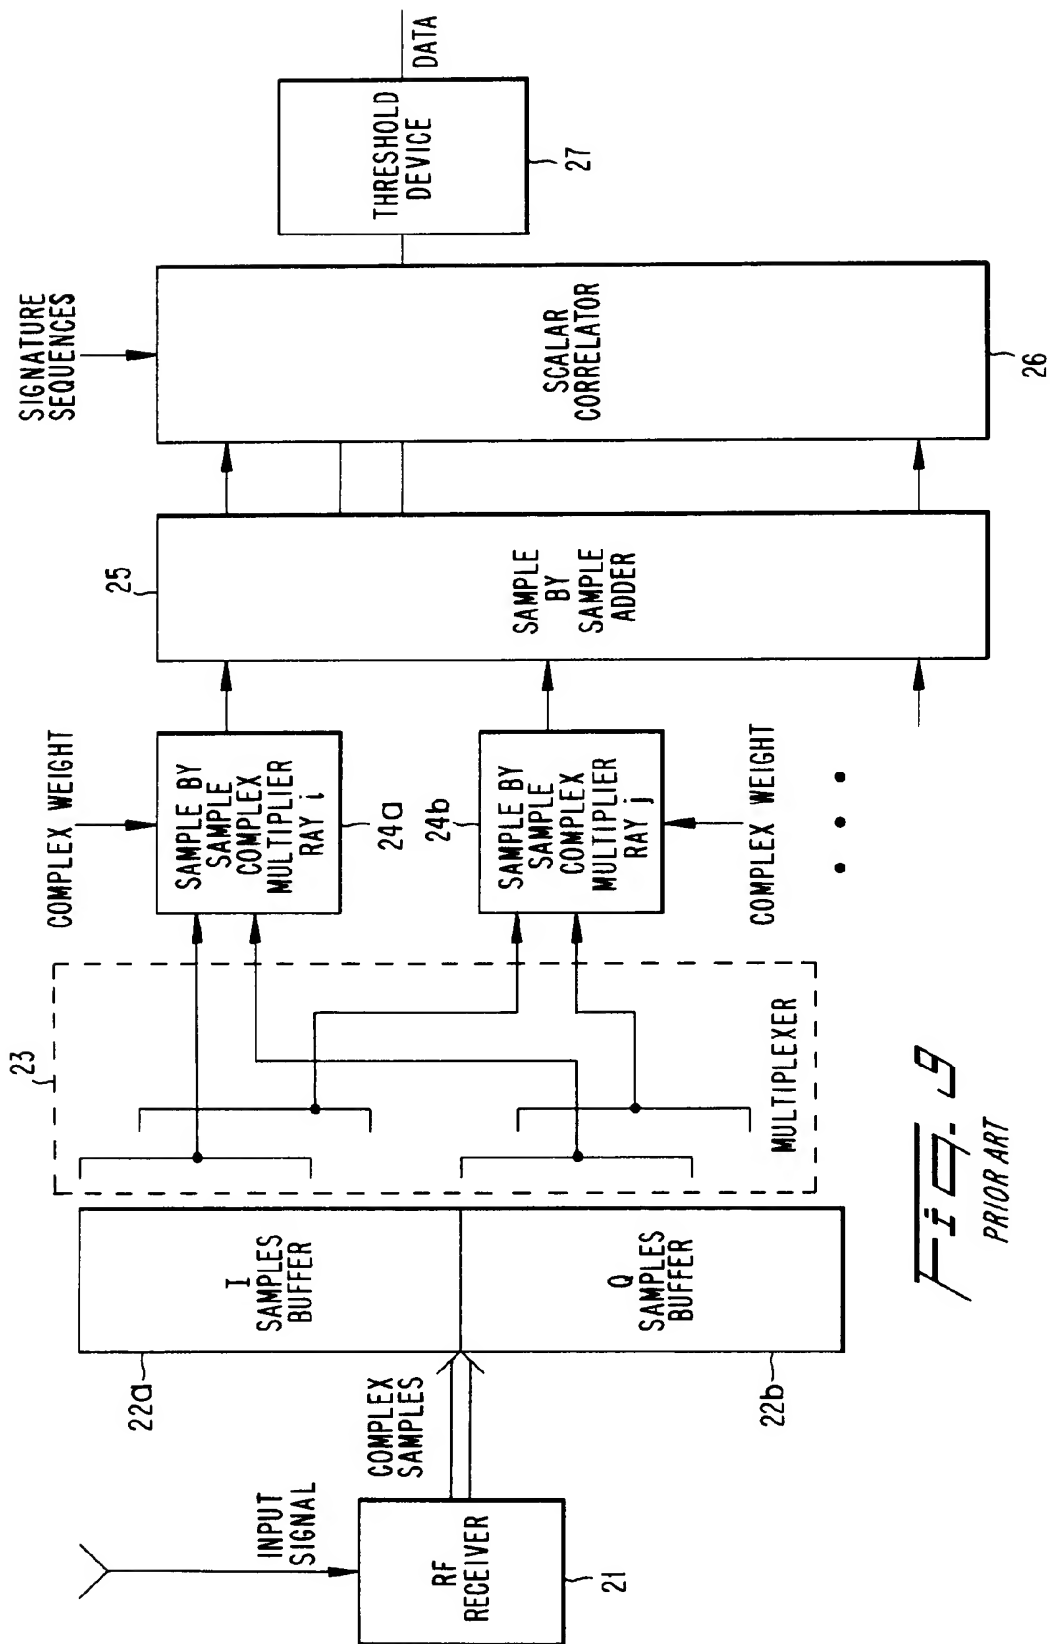 INPUT
SIGNAL
RF
RECEIVER
21
COMPLEX
SAMPLES
22a
I
SAMPLES
BUFFER
Q
SAMPLES
BUFFER
22b
23
MULTIPLEXER
COMPLEX WEIGHT
SAMPLE BY
SAMPLE
COMPLEX
MULTIPLIER
RAY i
24a
24b
SAMPLE BY
SAMPLE
COMPLEX
MULTIPLIER
RAY j
COMPLEX WEIGHT
25
SAMPLE
BY
SAMPLE
ADDER
SIGNATURE
SEQUENCES
SCALAR
CORRELATOR
26
THRESHOLD
DEVICE
27
DATA
Fig. 9
PRIOR ART